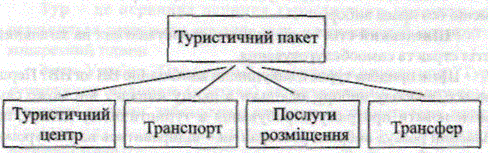 Туристичний пакет
Туристичний
центр
Транспорт
Послуги
розміщення
Трансфер